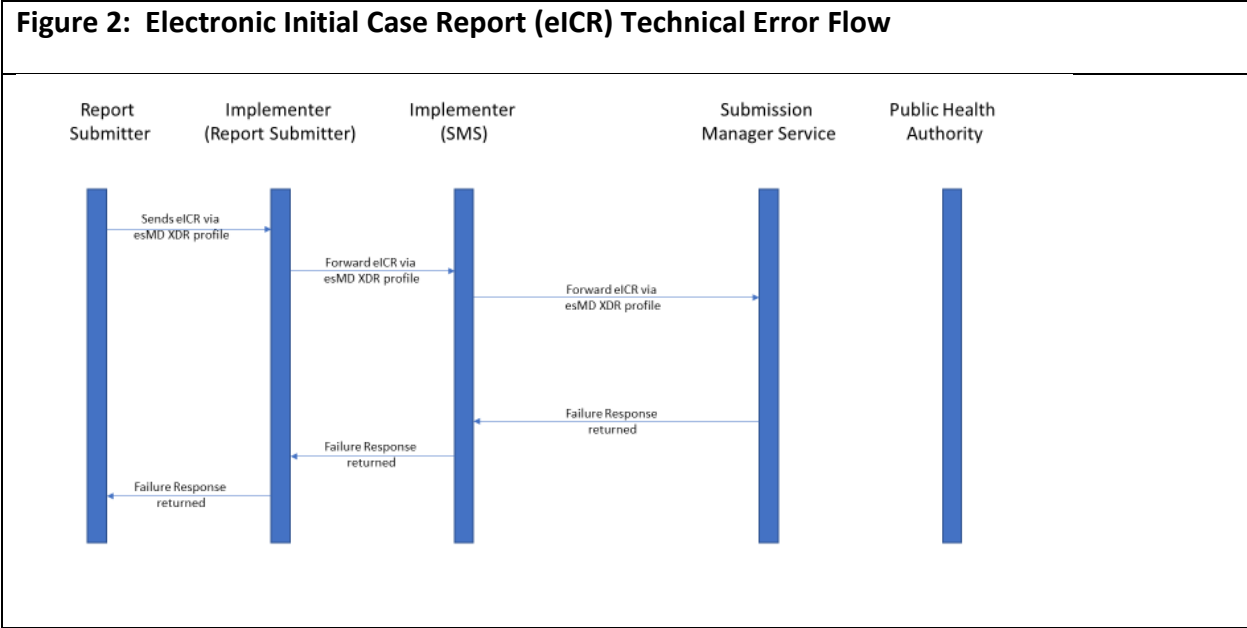 Figure 2:  Electronic Initial Case Report (eICR) Technical Error Flow
Report
Submitter
Implementer
(Report Submitter)
Implementer
(SMS)
Submission
Manager Service
Public Health
Authority
Sends eICR via
esMD XDR profile
Forward eICR via
esMD XDR profile
Forward eICR via
esMD XDR profile
Failure Response
returned
Failure Response
returned
Failure Response
returned